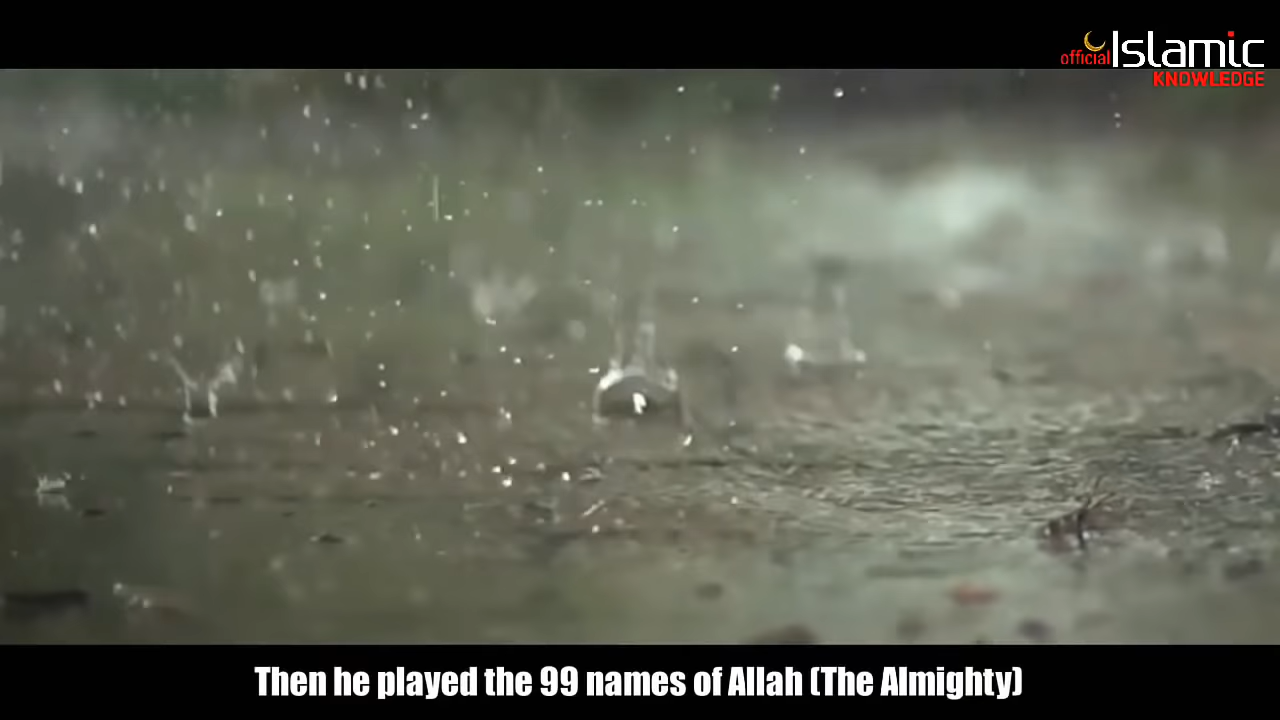 official Islamic
KNOWLEDGE
Then he played the 99 names of Allah (The Almighty)